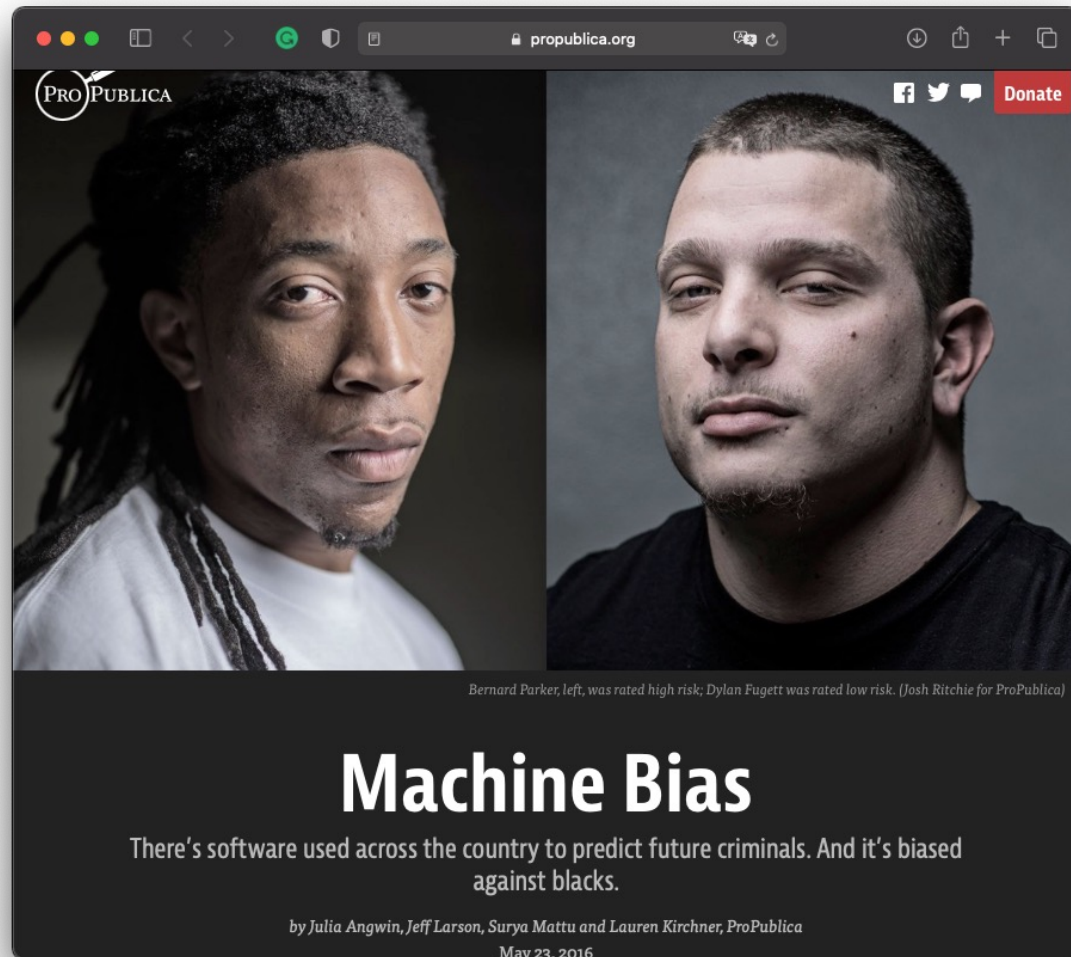 propublica.org
PRO PUBLICA
Donate
Bernard Parker, left, was rated high risk; Dylan Fugett was rated low risk. (Josh Ritchie for ProPublica)
Machine Bias
There’s software used across the country to predict future criminals. And it’s biased
against blacks.
by Julia Angwin, Jeff Larson, Surya Mattu and Lauren Kirchner, ProPublica
May 23, 2016